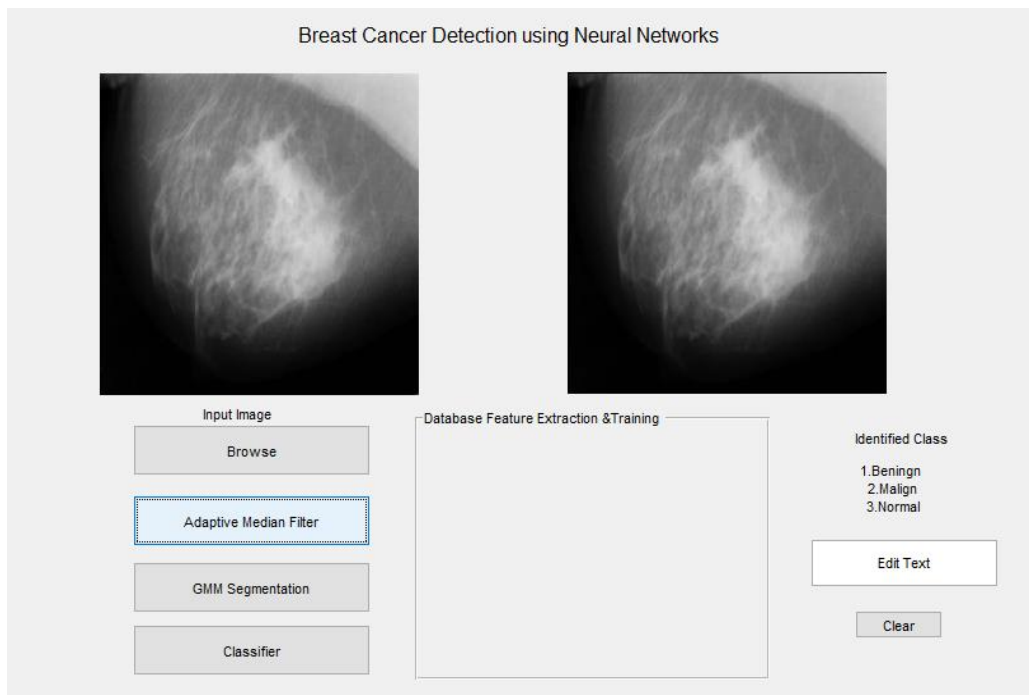 Breast Cancer Detection using Neural Networks
Input Image
Browse
Adaptive Median Filter
GMM Segmentation
Classifier
Database Feature Extraction &Training
Identified Class
1.Beningn
2.Malign
3.Normal
Edit Text
Clear